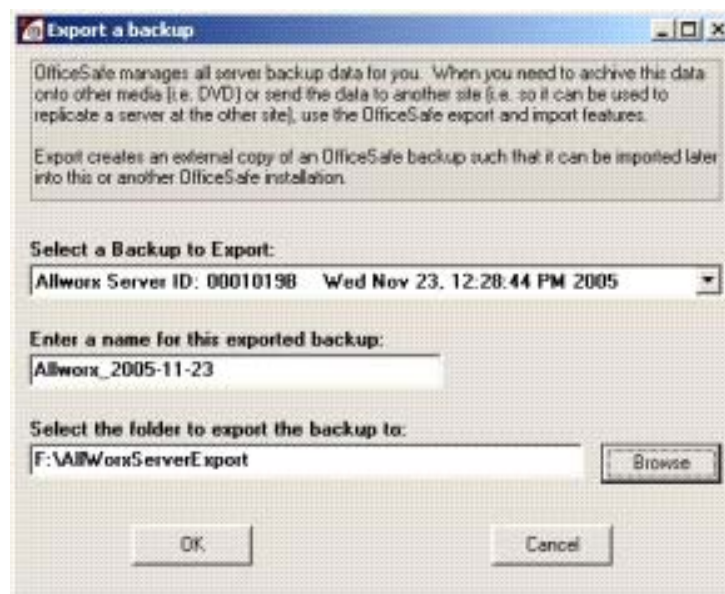 Export a backup
OfficeSafe manages all server backup data for you. When you need to archive this data
onto other media (i.e. DVD) or send the data to another site (i.e. so it can be used to
replicate a server at the other site), use the OfficeSafe export and import features.
Export creates an external copy of an OfficeSafe backup such that it can be imported later
into this or another OfficeSafe installation.
Select a Backup to Export:
Allworx Server ID: 00010198 Wed Nov 23, 12:28:44 PM 2005
Enter a name for this exported backup:
Allworx_2005-11-23
Select the folder to export the backup to:
F:\AllWorxServerExport
Browse
OK
Cancel